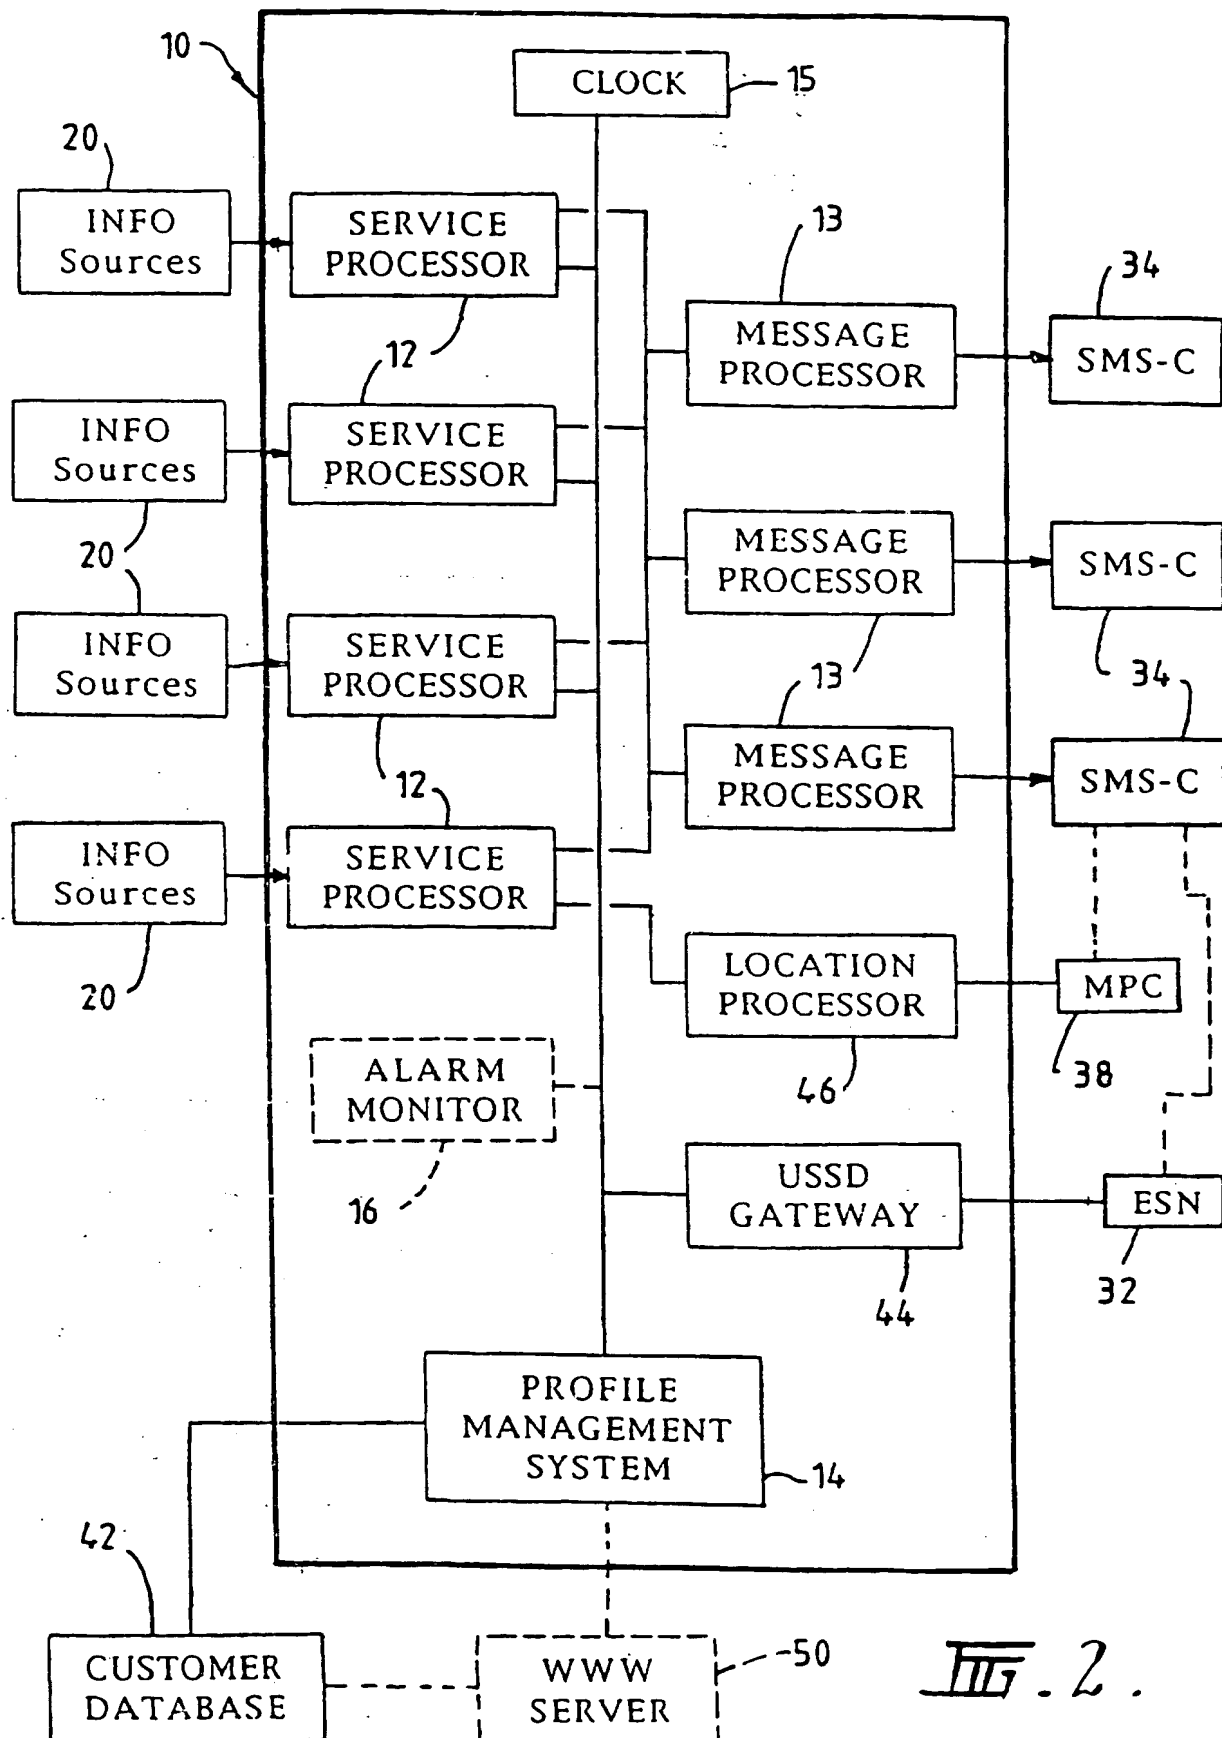 10
CLOCK
15
20
INFO
Sources
SERVICE
PROCESSOR
13
34
MESSAGE
PROCESSOR
SMS-C
12
INFO
Sources
SERVICE
PROCESSOR
20
MESSAGE
PROCESSOR
SMS-C
INFO
Sources
SERVICE
PROCESSOR
13
34
12
MESSAGE
PROCESSOR
SMS-C
INFO
Sources
SERVICE
PROCESSOR
20
LOCATION
PROCESSOR
MPC
38
46
ALARM
MONITOR
16
USSD
GATEWAY
ESN
32
44
PROFILE
MANAGEMENT
SYSTEM
14
42
CUSTOMER
DATABASE
WWW
SERVER
50
FIG. 2.